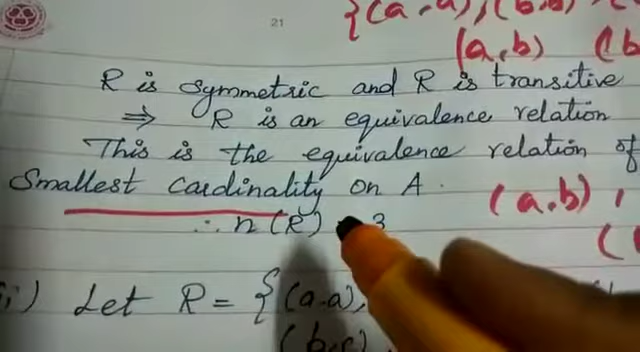 21
{(a,a),(b,b)
(a,b) (b
R is symmetric and R is transitive
⇒ R is an equivalence relation
This is the equivalence relation of
Smallest cardinality on A.
(a,b),
∴ n(R) 3
(
Let R = {(a,a),
(b,c),